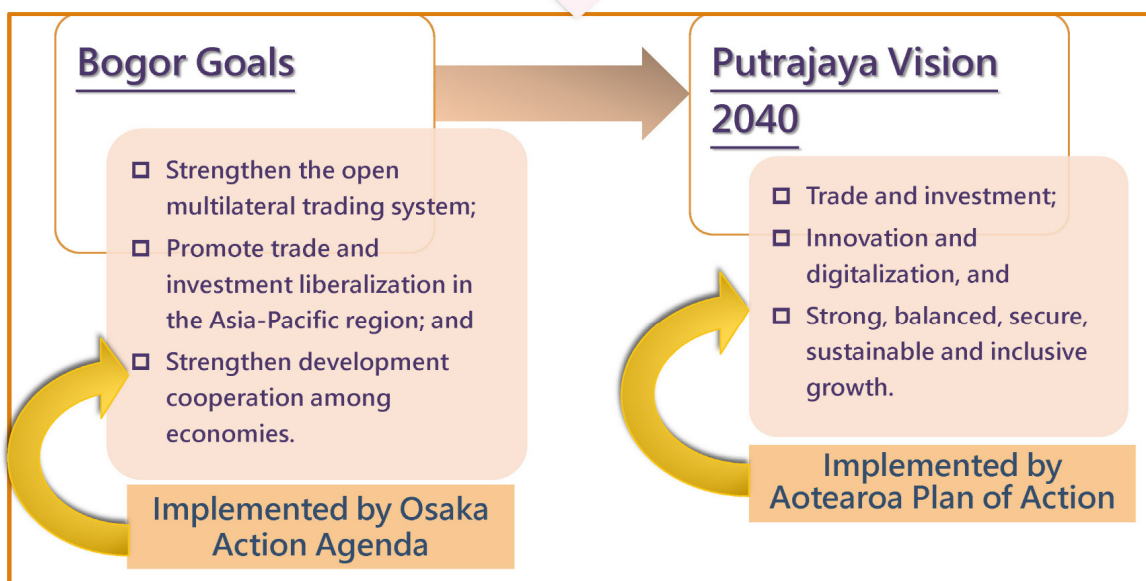 Bogor Goals
☐ Strengthen the open
multilateral trading system;
☐ Promote trade and
investment liberalization in
the Asia-Pacific region; and
☐ Strengthen development
cooperation among
economies.
Implemented by Osaka
Action Agenda
Putrajaya Vision
2040
☐ Trade and investment;
☐ Innovation and
digitalization, and
☐ Strong, balanced, secure,
sustainable and inclusive
growth.
Implemented by
Aotearoa Plan of Action